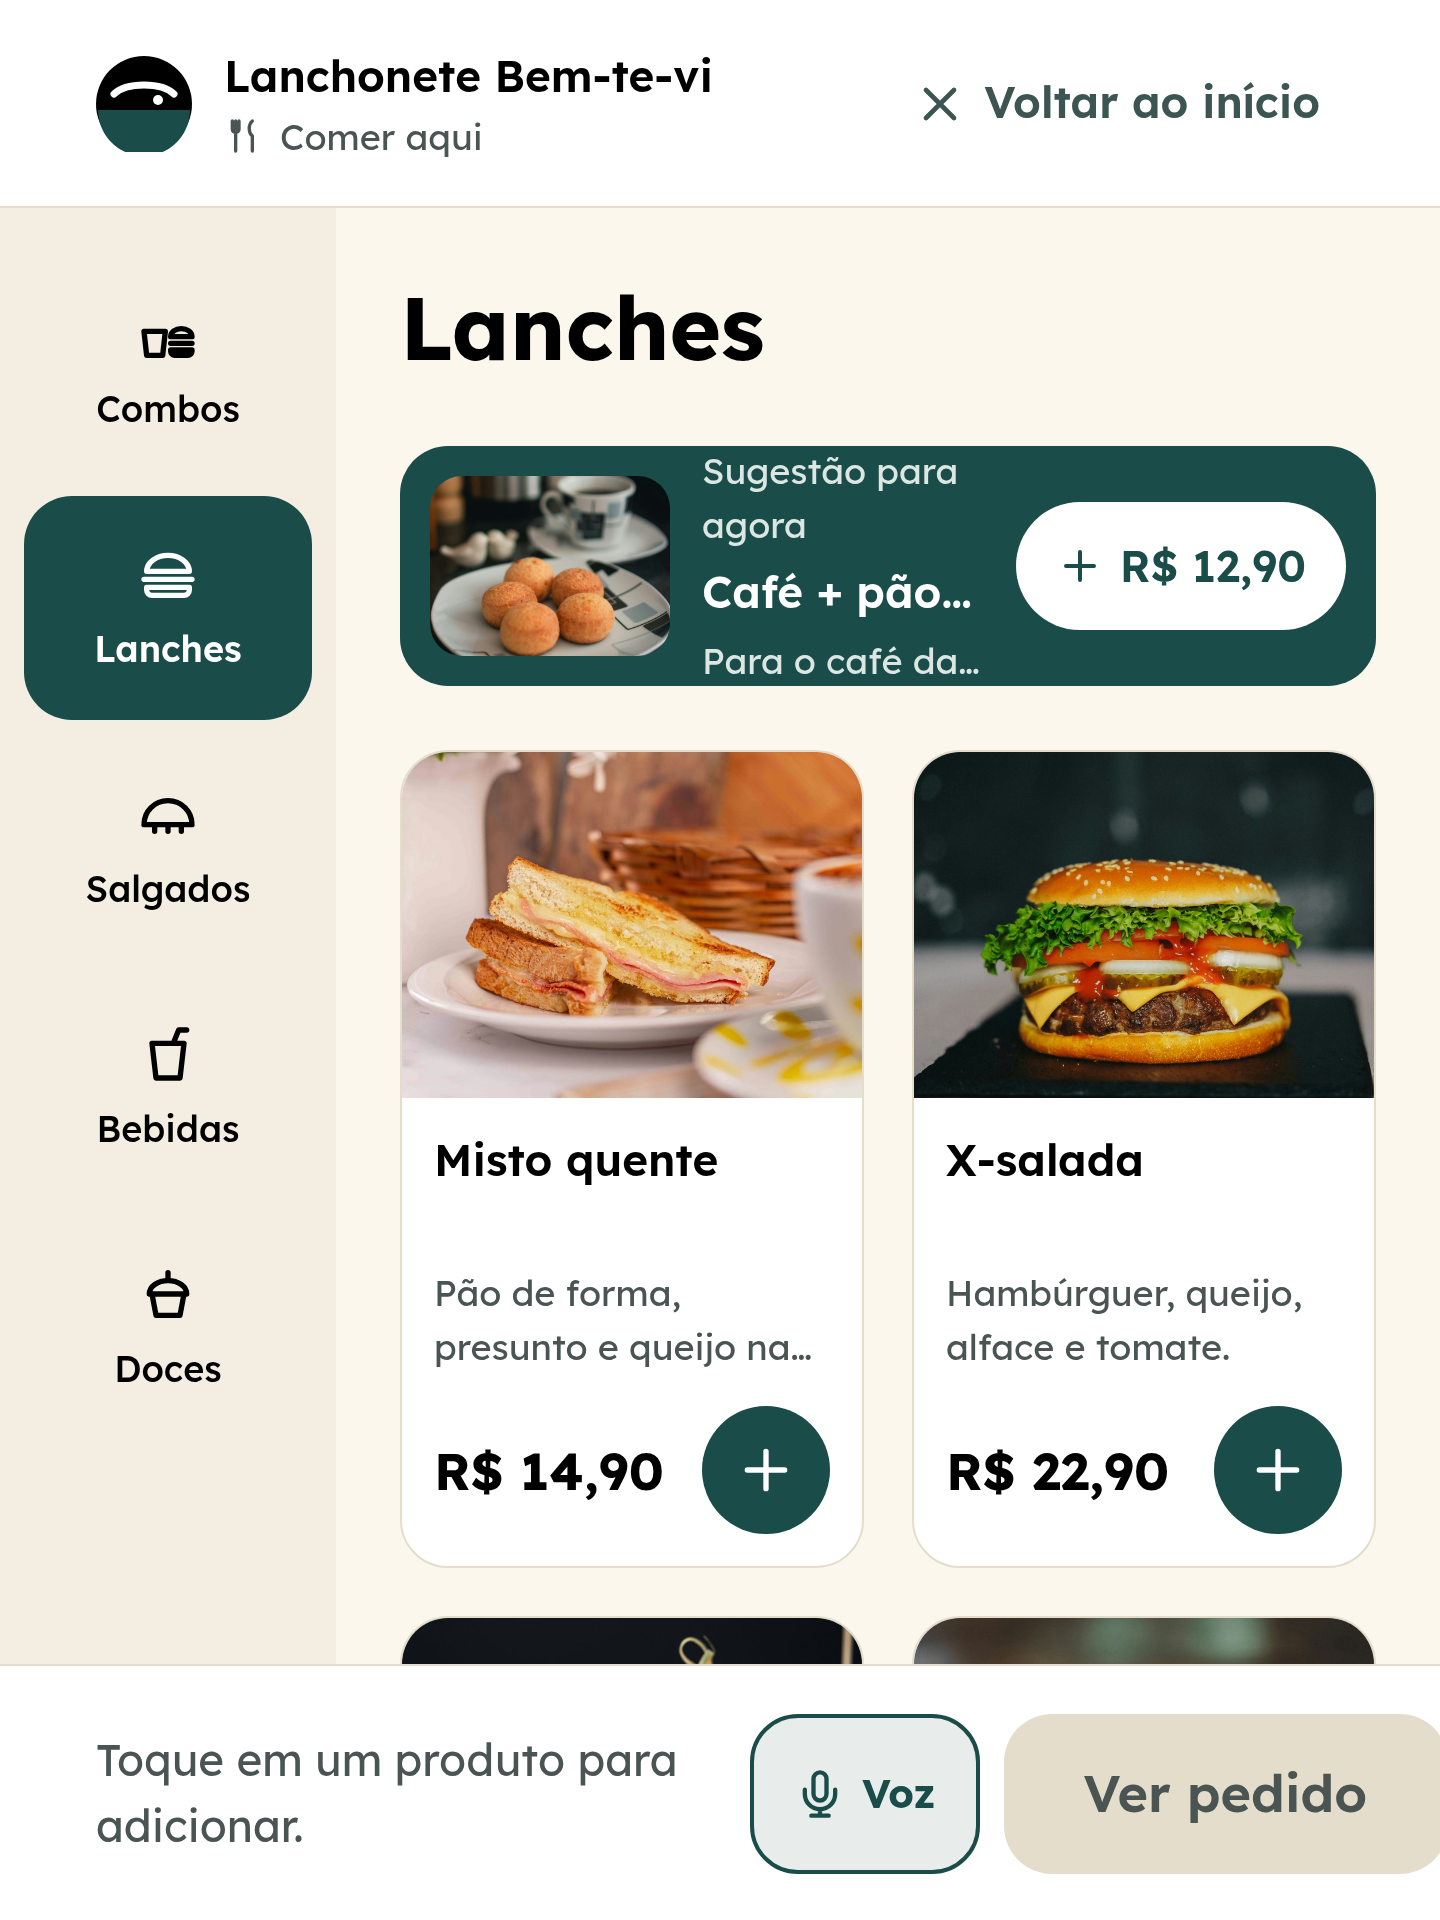 Lanchonete Bem-te-vi
Comer aqui
Voltar ao início
Combos
Lanches
Salgados
Bebidas
Doces
Lanches
Sugestão para
agora
Café + pão...
Para o café da...
R$ 12,90
Misto quente
Pão de forma,
presunto e queijo na...
R$ 14,90
X-salada
Hambúrguer, queijo,
alface e tomate.
R$ 22,90
Toque em um produto para
adicionar.
Voz
Ver pedido